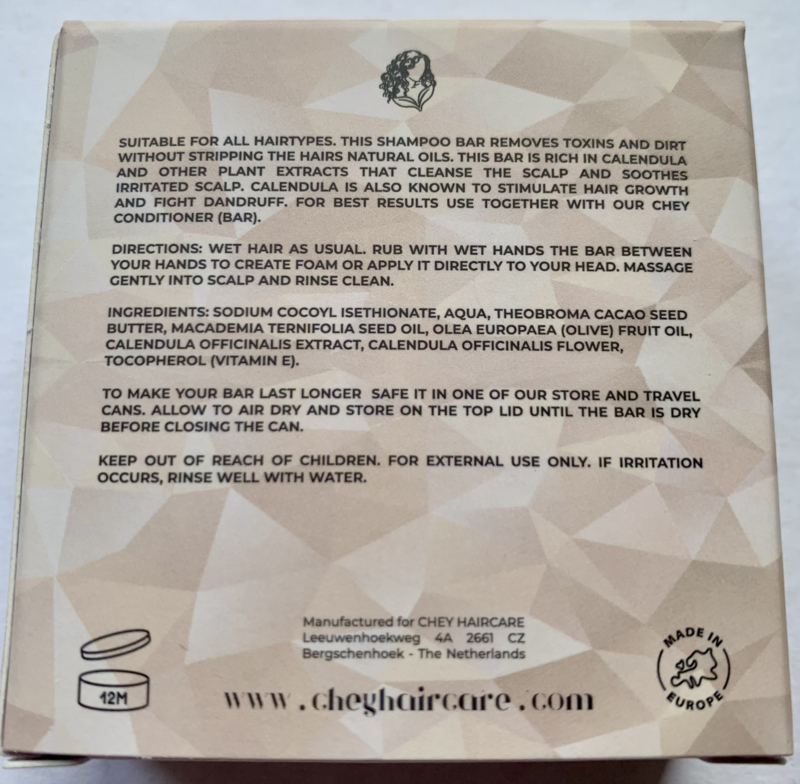 SUITABLE FOR ALL HAIRTYPES. THIS SHAMPOO BAR REMOVES TOXINS AND DIRT
WITHOUT STRIPPING THE HAIRS NATURAL OILS. THIS BAR IS RICH IN CALENDULA
AND OTHER PLANT EXTRACTS THAT CLEANSE THE SCALP AND SOOTHES
IRRITATED SCALP. CALENDULA IS ALSO KNOWN TO STIMULATE HAIR GROWTH
AND FIGHT DANDRUFF. FOR BEST RESULTS USE TOGETHER WITH OUR CHEY
CONDITIONER (BAR).
DIRECTIONS: WET HAIR AS USUAL. RUB WITH WET HANDS THE BAR BETWEEN
YOUR HANDS TO CREATE FOAM OR APPLY IT DIRECTLY TO YOUR HEAD. MASSAGE
GENTLY INTO SCALP AND RINSE CLEAN.
INGREDIENTS: SODIUM COCOYL ISETHIONATE, AQUA, THEOBROMA CACAO SEED
BUTTER, MACADEMIA TERNIFOLIA SEED OIL, OLEA EUROPAEA (OLIVE) FRUIT OIL,
CALENDULA OFFICINALIS EXTRACT, CALENDULA OFFICINALIS FLOWER,
TOCOPHEROL (VITAMIN E).
TO MAKE YOUR BAR LAST LONGER SAFE IT IN ONE OF OUR STORE AND TRAVEL
CANS. ALLOW TO AIR DRY AND STORE ON THE TOP LID UNTIL THE BAR IS DRY
BEFORE CLOSING THE CAN.
KEEP OUT OF REACH OF CHILDREN. FOR EXTERNAL USE ONLY. IF IRRITATION
OCCURS, RINSE WELL WITH WATER.
Manufactured for CHEY HAIRCARE
Leeuwenhoekweg 4A 2661 CZ
Bergschenhoek - The Netherlands
12M
www.cheyhaircare.com
MADE IN
EUROPE